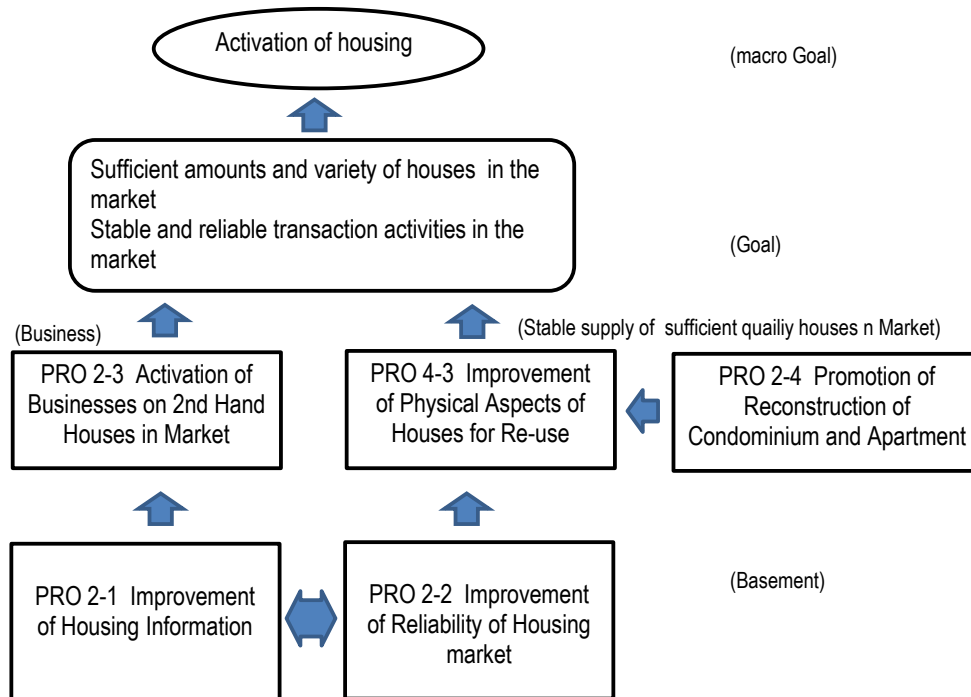 Activation of housing
(macro Goal)
Sufficient amounts and variety of houses in the
market
Stable and reliable transaction activities in the
market
(Goal)
(Business)
(Stable supply of sufficient quailiy houses n Market)
PRO 2-3 Activation of
Businesses on 2nd Hand
Houses in Market
PRO 4-3 Improvement
of Physical Aspects of
Houses for Re-use
PRO 2-4 Promotion of
Reconstruction of
Condominium and Apartment
PRO 2-1 Improvement
of Housing Information
PRO 2-2 Improvement
of Reliability of Housing
market
(Basement)